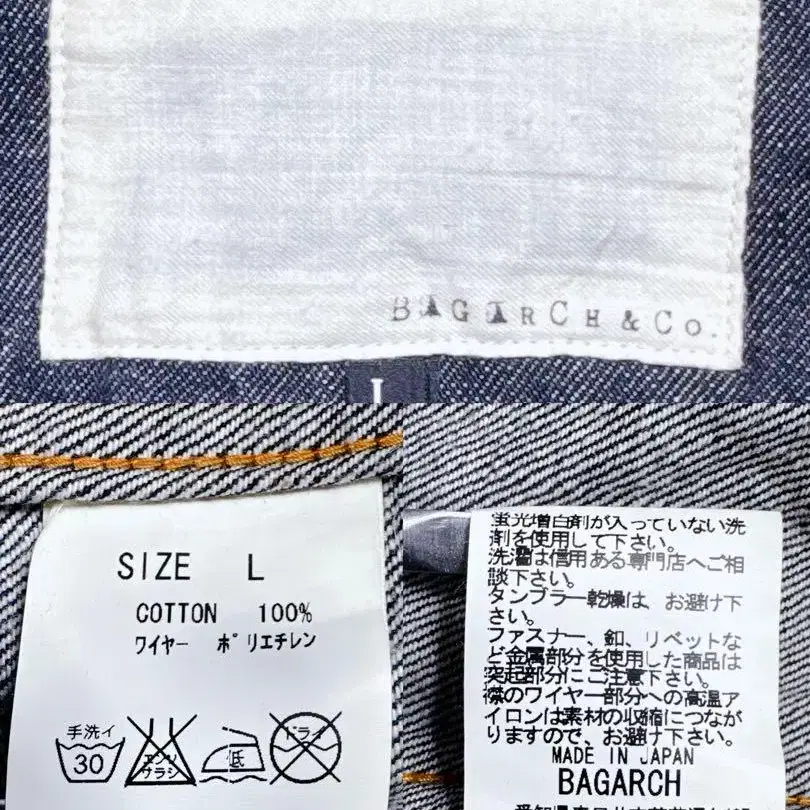 BAGARCH & CO.
L
SIZE L
COTTON 100%
ワイヤー ポリエチレン
手洗イ
30
エンソ
サラシ
低
ドライ
蛍光増白剤が入っていない洗
剤を使用して下さい。
洗濯は信用ある専門店へご相
談下さい。
タンブラー乾燥は、お避け下
さい。
ファスナー、釦、リベットな
ど金属部分を使用した商品は
突起部分にご注意下さい。
襟のワイヤー部分への高温ア
イロンは素材の収縮につなが
りますので、お避け下さい。
MADE IN JAPAN
BAGARCH